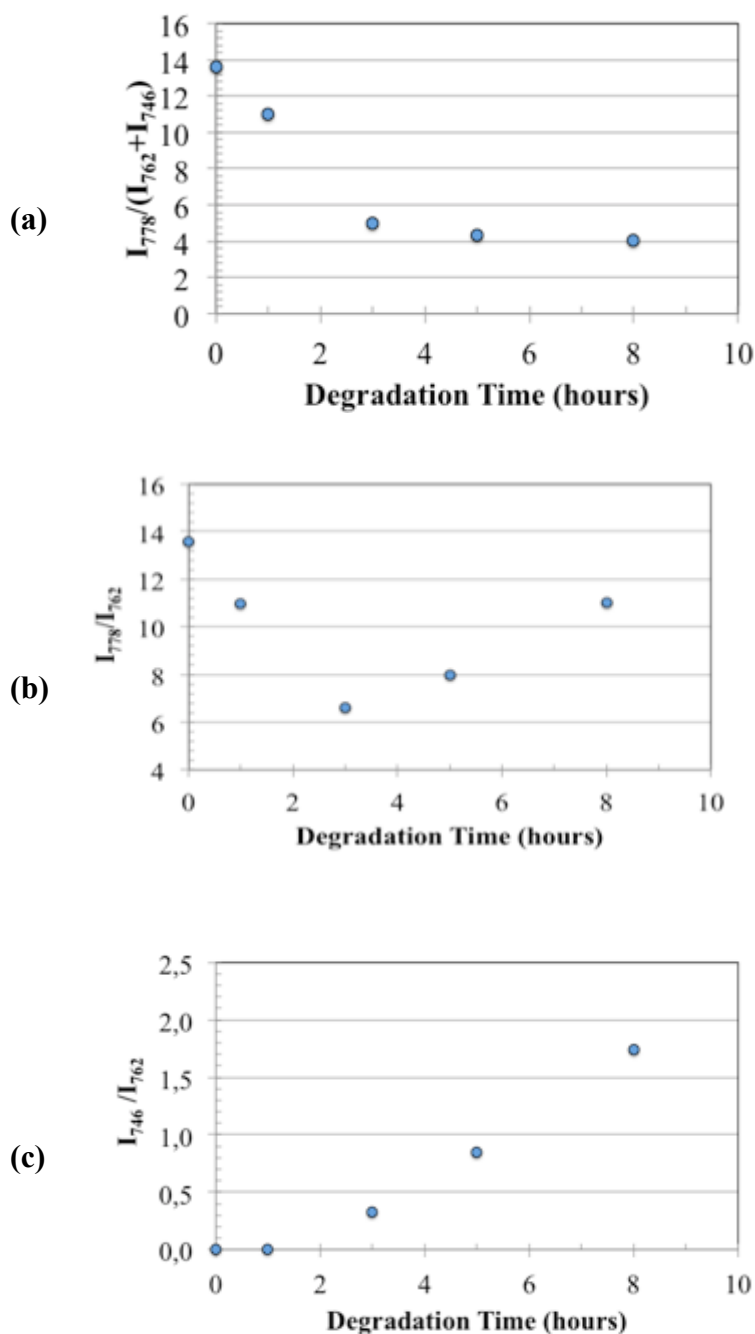 (a)
I₇₇₈/(I₇₆₂+I₇₄₆)
16
14
12
10
8
6
4
2
0
0 2 4 6 8 10
Degradation Time (hours)
(b)
I₇₇₈/I₇₆₂
16
14
12
10
8
6
4
0 2 4 6 8 10
Degradation Time (hours)
(c)
I₇₄₆/I₇₆₂
2,5
2,0
1,5
1,0
0,5
0,0
0 2 4 6 8 10
Degradation Time (hours)